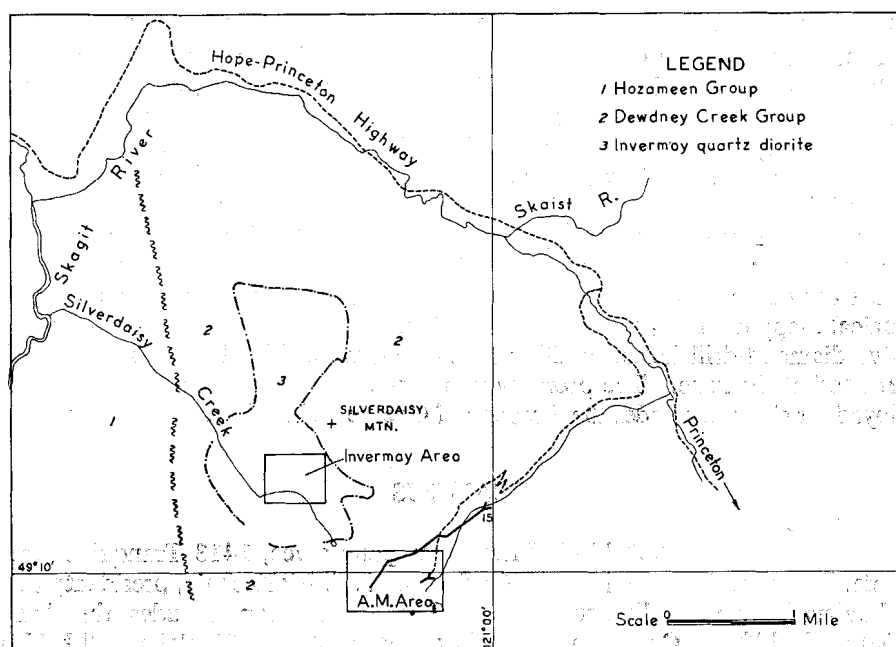 Hope-Princeton
Highway
LEGEND
1 Hozameen Group
2 Dewdney Creek Group
3 Invermay quartz diorite
River
Skagit
Skaist R.
Silverdaisy
Creek
2
2
3
1
SILVERDAISY
MTN.
Invermay Area
Princeton
15
49°10'
2
A.M. Area
121°00'
Scale 0 1 Mile